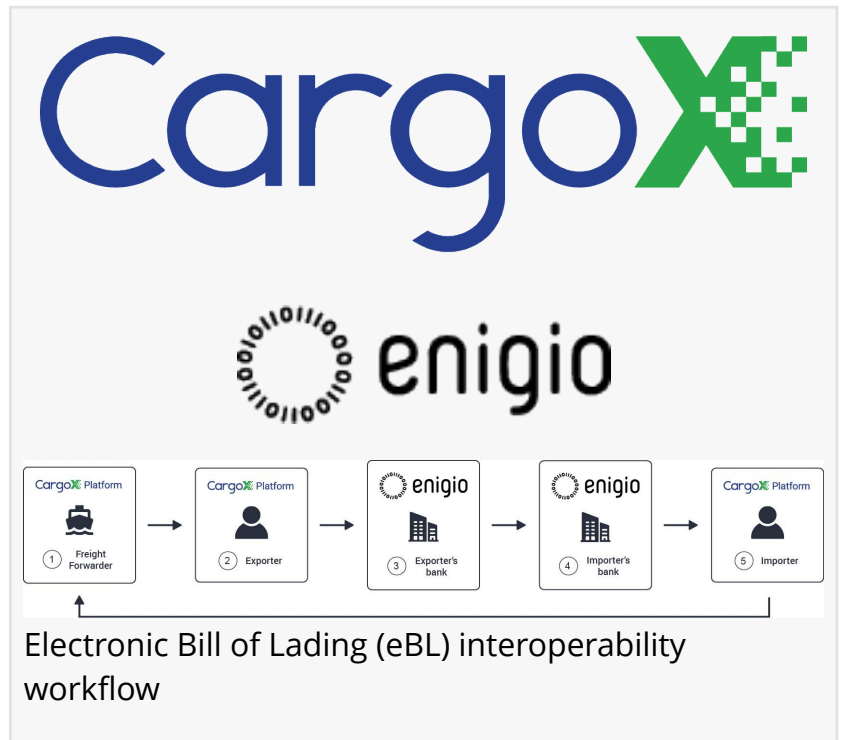 CargoX
enigio
CargoX Platform
1 Freight
Forwarder
CargoX Platform
2 Exporter
enigio
3 Exporter's
bank
enigio
4 Importer's
bank
CargoX Platform
5 Importer
Electronic Bill of Lading (eBL) interoperability
workflow